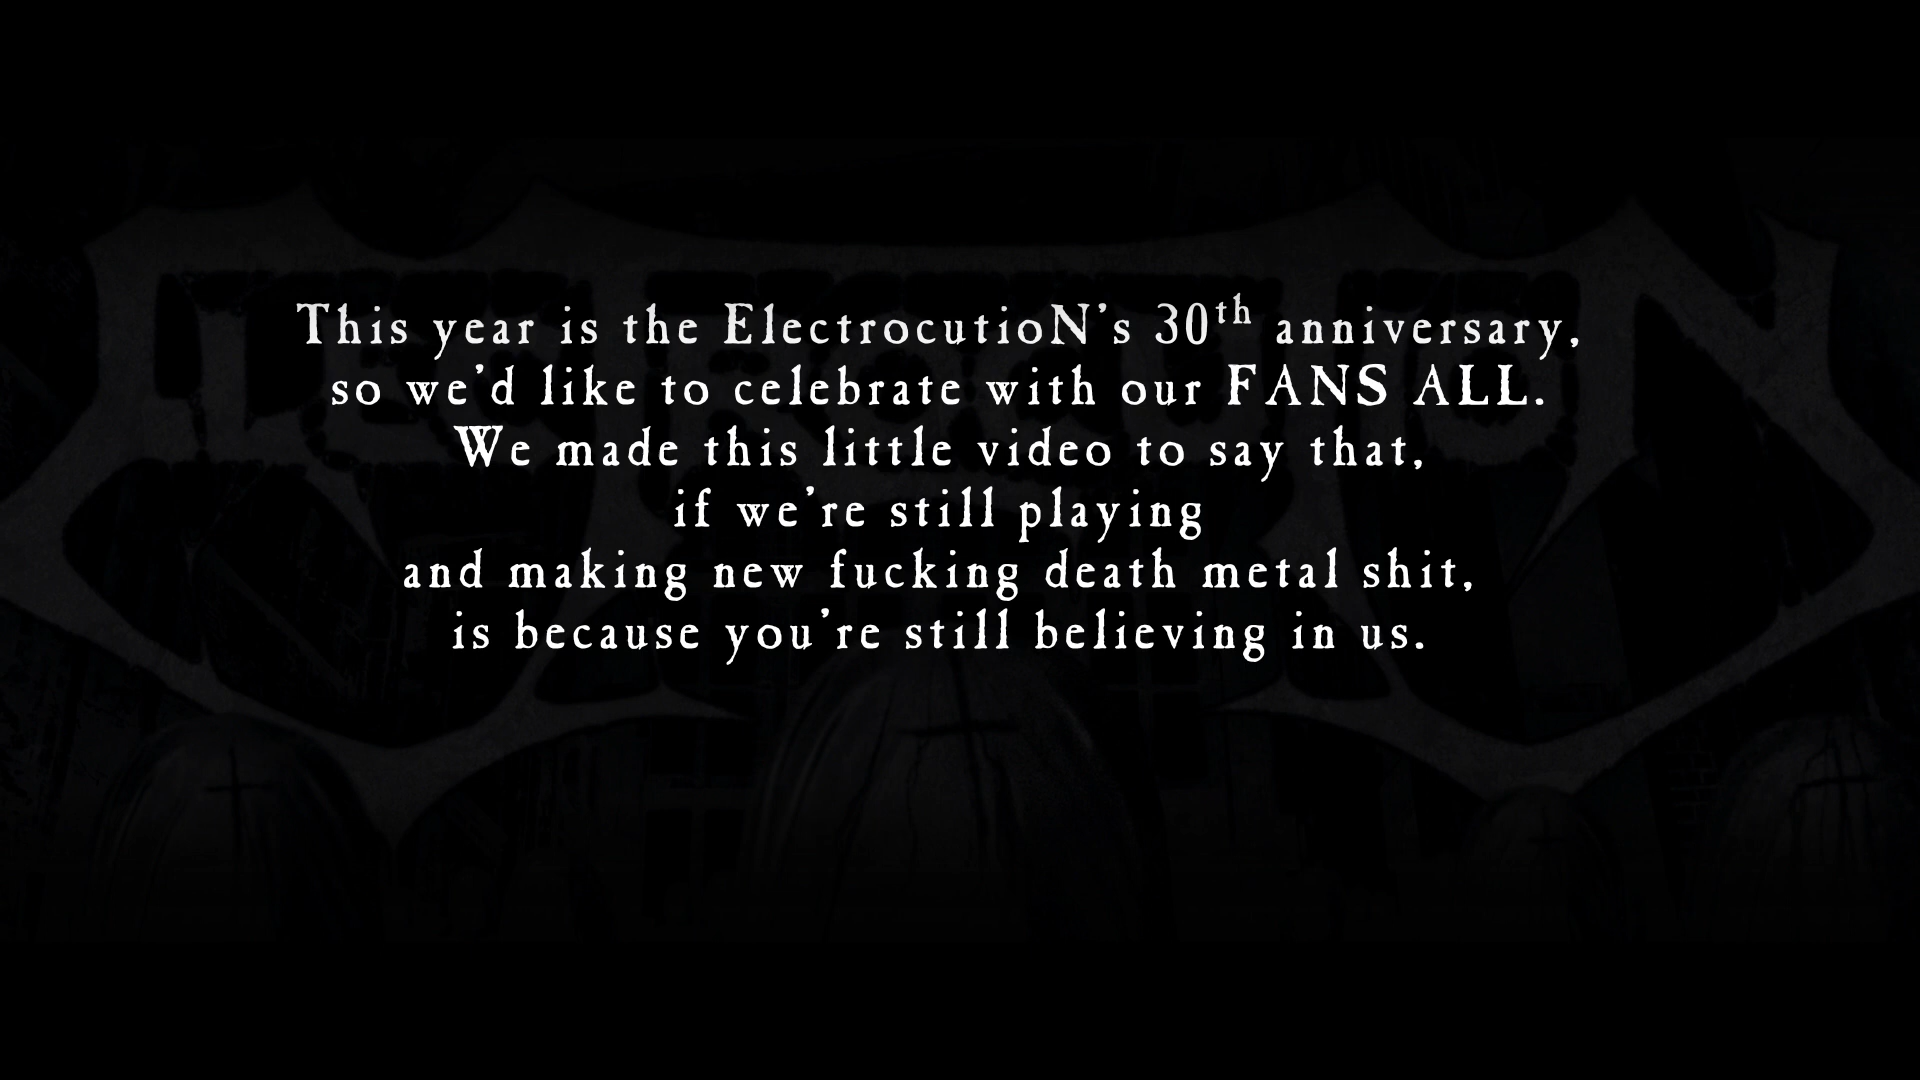 ElectrocutioN
This year is the ElectrocutioN's 30th anniversary,
so we'd like to celebrate with our FANS ALL.
We made this little video to say that,
if we're still playing
and making new fucking death metal shit,
is because you're still believing in us.